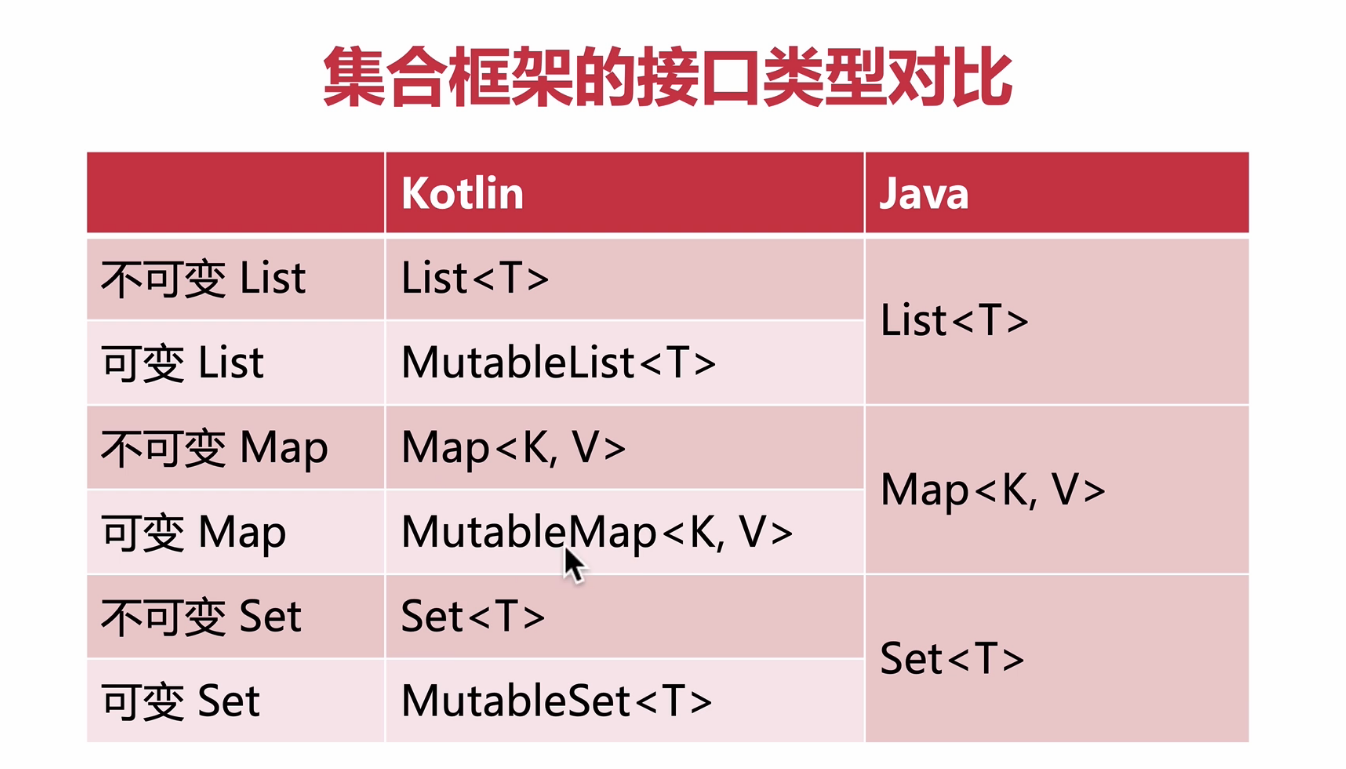 集合框架的接口类型对比
Kotlin Java
不可变 List List<T>
List<T>
可变 List MutableList<T>
不可变 Map Map<K, V>
Map<K, V>
可变 Map MutableMap<K, V>
不可变 Set Set<T>
Set<T>
可变 Set MutableSet<T>